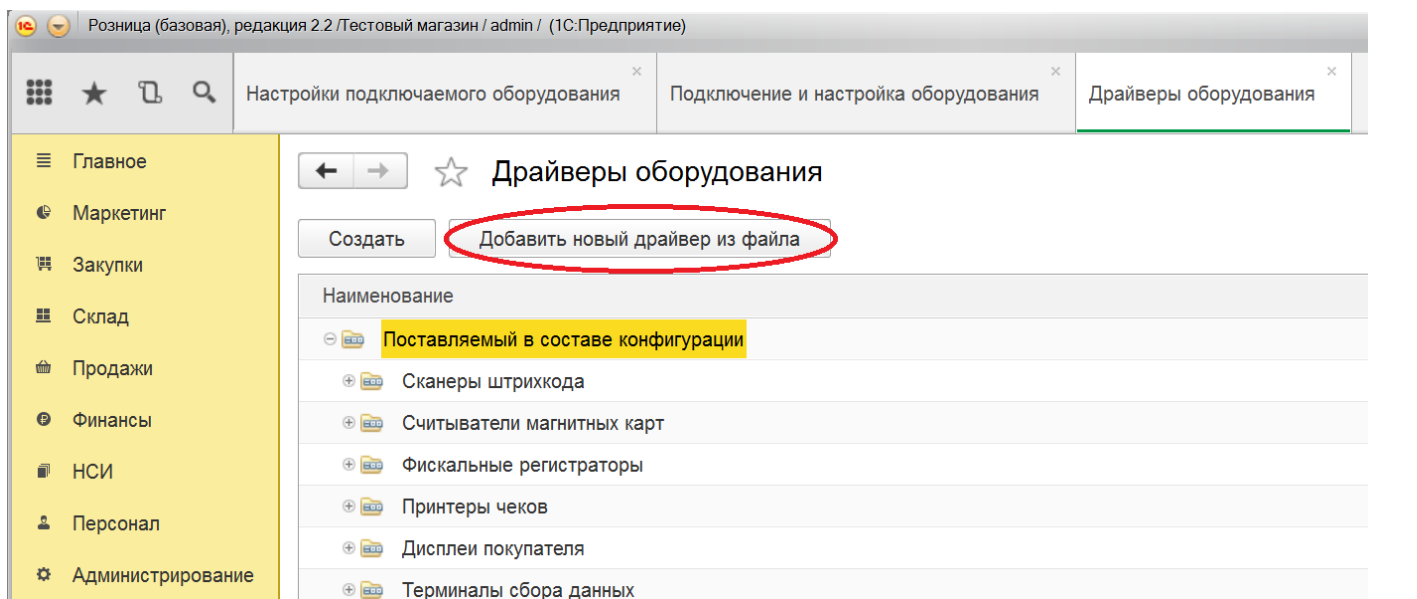 1С Розница (базовая), редакция 2.2 /Тестовый магазин / admin / (1С:Предприятие)
Настройки подключаемого оборудования × Подключение и настройка оборудования × Драйверы оборудования ×
Главное
Маркетинг
Закупки
Склад
Продажи
Финансы
НСИ
Персонал
Администрирование
Драйверы оборудования
Создать Добавить новый драйвер из файла
Наименование
Поставляемый в составе конфигурации
Сканеры штрихкода
Считыватели магнитных карт
Фискальные регистраторы
Принтеры чеков
Дисплеи покупателя
Терминалы сбора данных